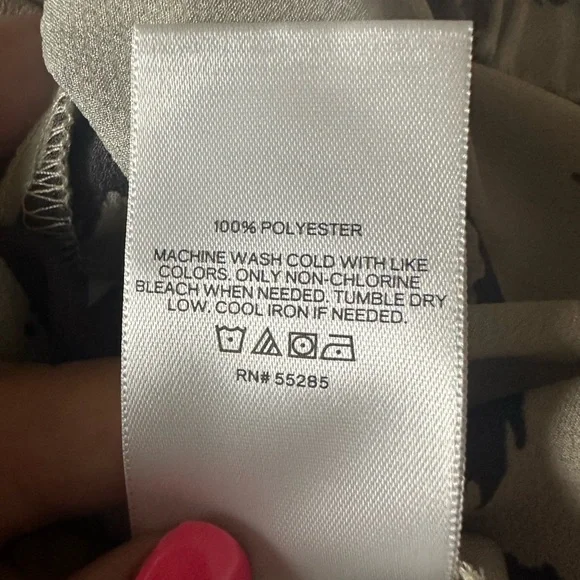 100% POLYESTER
MACHINE WASH COLD WITH LIKE
COLORS. ONLY NON-CHLORINE
BLEACH WHEN NEEDED. TUMBLE DRY
LOW. COOL IRON IF NEEDED.
RN# 55285